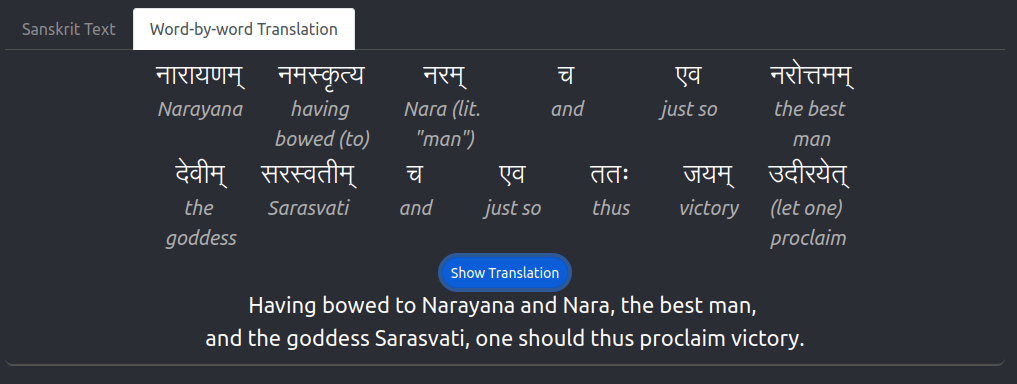 Sanskrit Text Word-by-word Translation
नारायणम् नमस्कृत्य नरम् च एव नरोत्तमम्
Narayana having Nara (lit. and just so the best
bowed (to) "man") man
देवीम् सरस्वतीम् च एव ततः जयम् उदीरयेत्
the Sarasvati and just so thus victory (let one)
goddess proclaim
Show Translation
Having bowed to Narayana and Nara, the best man,
and the goddess Sarasvati, one should thus proclaim victory.